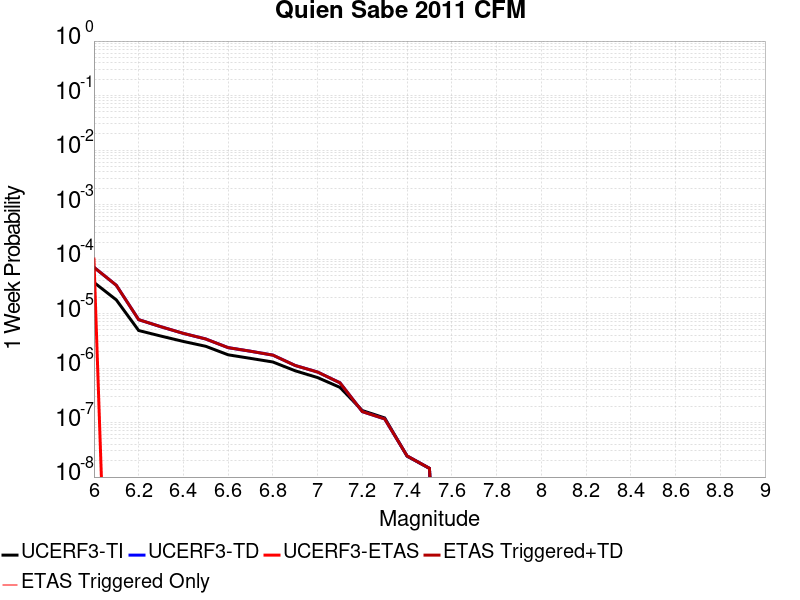 Quien Sabe 2011 CFM
10^0
10^-1
10^-2
10^-3
10^-4
10^-5
10^-6
10^-7
10^-8
1 Week Probability
6 6.2 6.4 6.6 6.8 7 7.2 7.4 7.6 7.8 8 8.2 8.4 8.6 8.8 9
Magnitude
UCERF3-TI UCERF3-TD UCERF3-ETAS ETAS Triggered+TD
ETAS Triggered Only